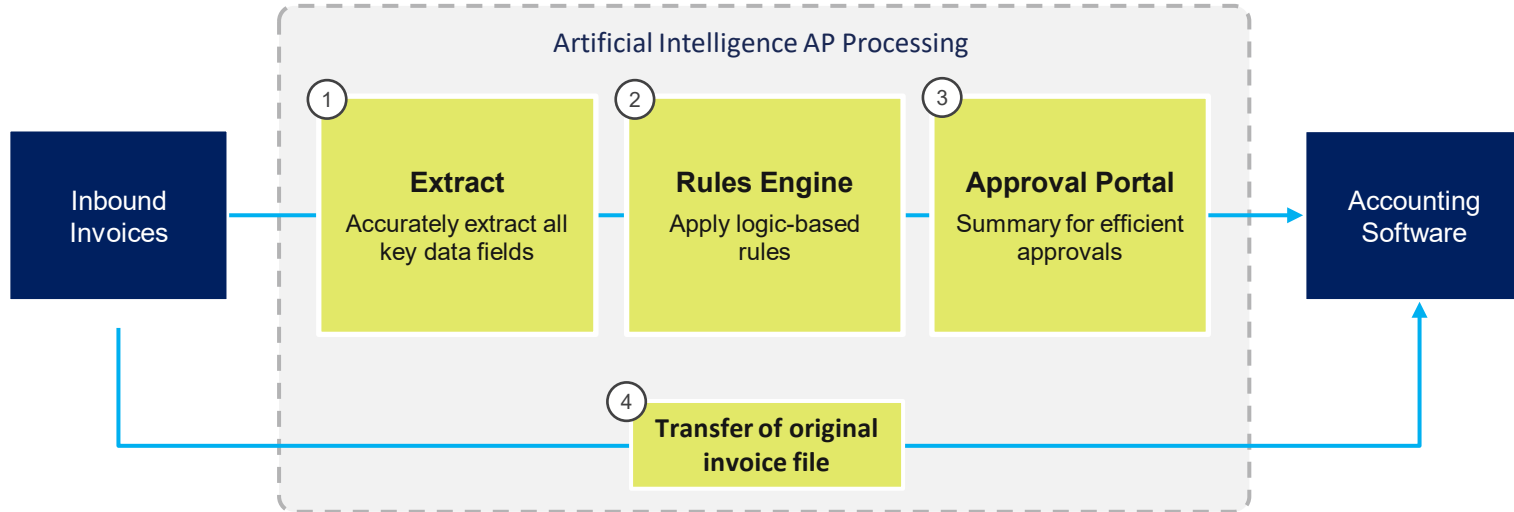 Artificial Intelligence AP Processing
1
2
3
Inbound
Invoices
Extract
Accurately extract all
key data fields
Rules Engine
Apply logic-based
rules
Approval Portal
Summary for efficient
approvals
Accounting
Software
4
Transfer of original
invoice file